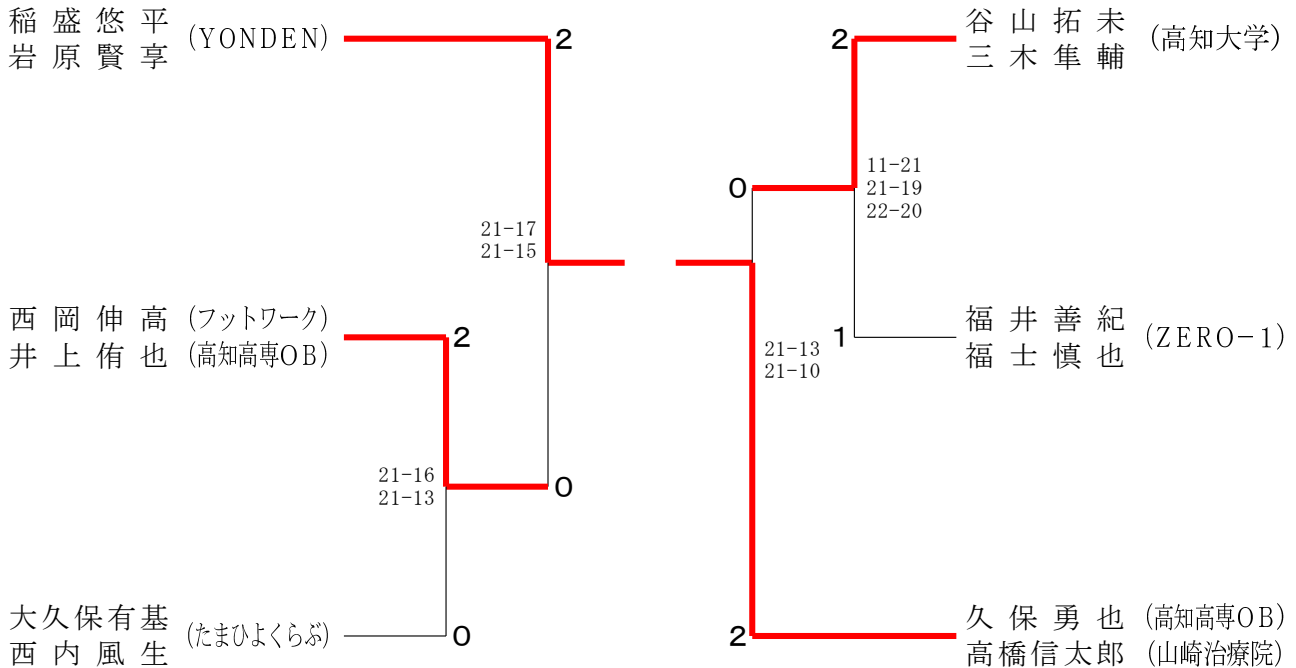 稲盛悠平 (YONDEN)
岩原賢享
2
21-17
21-15
西岡伸高 (フットワーク)
井上侑也 (高知高専OB)
2
21-16
21-13
0
大久保有基 (たまひよくらぶ)
西内風生
0
2
谷山拓未 (高知大学)
三木隼輔
11-21
21-19
22-20
0
1
福井善紀 (ZERO-1)
福士慎也
21-13
21-10
2
久保勇也 (高知高専OB)
高橋信太郎 (山崎治療院)